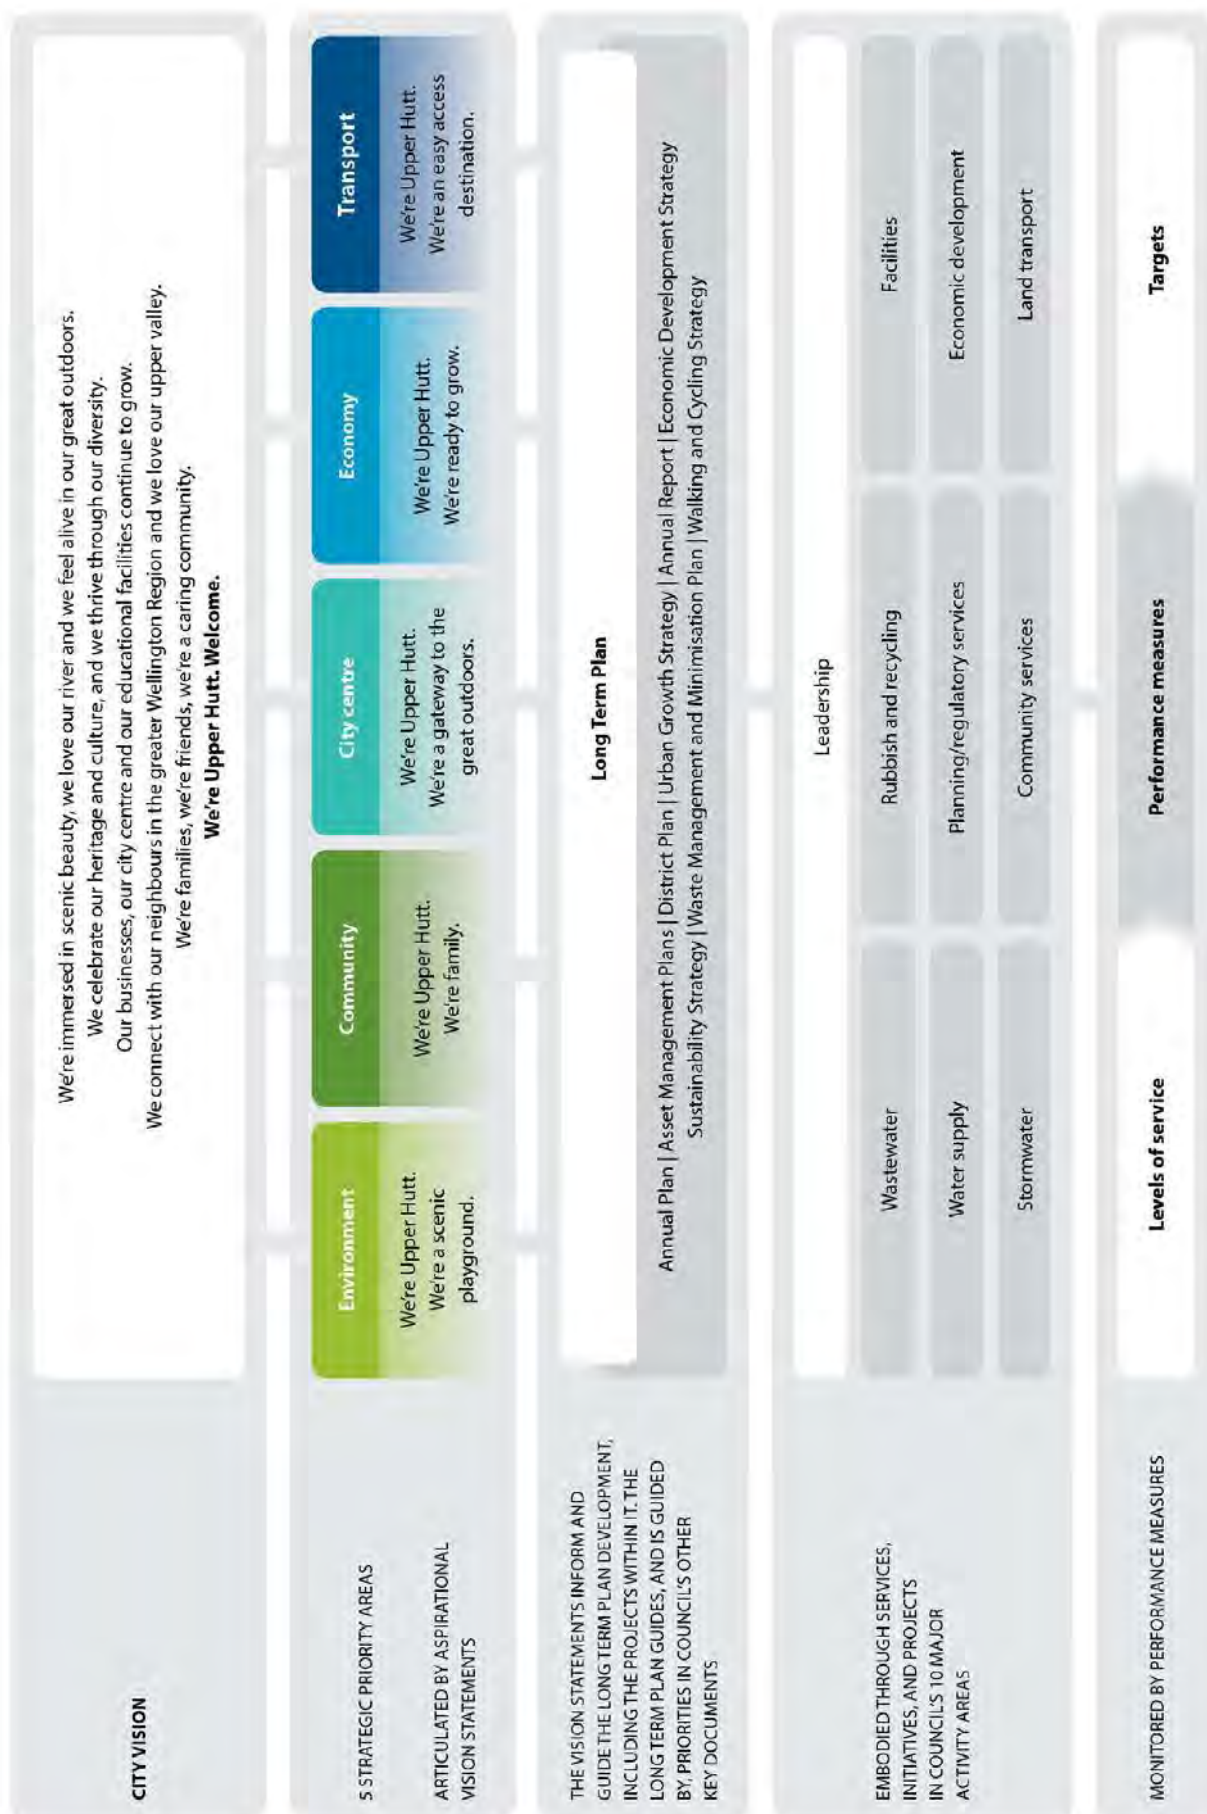 CITY VISION
We're immersed in scenic beauty, we love our river and we feel alive in our great outdoors.
We celebrate our heritage and culture, and we thrive through our diversity.
Our businesses, our city centre and our educational facilities continue to grow.
We connect with our neighbours in the greater Wellington Region and we love our upper valley.
We're families, we're friends, we're a caring community.
We're Upper Hutt. Welcome.
5 STRATEGIC PRIORITY AREAS
ARTICULATED BY ASPIRATIONAL
VISION STATEMENTS
Environment
We're Upper Hutt.
We're a scenic
playground.
Community
We're Upper Hutt.
We're family.
City centre
We're Upper Hutt.
We're a gateway to the
great outdoors.
Economy
We're Upper Hutt.
We're ready to grow.
Transport
We're Upper Hutt.
We're an easy access
destination.
THE VISION STATEMENTS INFORM AND
GUIDE THE LONG TERM PLAN DEVELOPMENT,
INCLUDING THE PROJECTS WITHIN IT. THE
LONG TERM PLAN GUIDES, AND IS GUIDED
BY, PRIORITIES IN COUNCIL'S OTHER
KEY DOCUMENTS
Long Term Plan
Annual Plan | Asset Management Plans | District Plan | Urban Growth Strategy | Annual Report | Economic Development Strategy
Sustainability Strategy | Waste Management and Minimisation Plan | Walking and Cycling Strategy
EMBODIED THROUGH SERVICES,
INITIATIVES, AND PROJECTS
IN COUNCIL'S 10 MAJOR
ACTIVITY AREAS
Leadership
Wastewater
Rubbish and recycling
Facilities
Water supply
Planning/regulatory services
Economic development
Stormwater
Community services
Land transport
MONITORED BY PERFORMANCE MEASURES
Levels of service
Performance measures
Targets